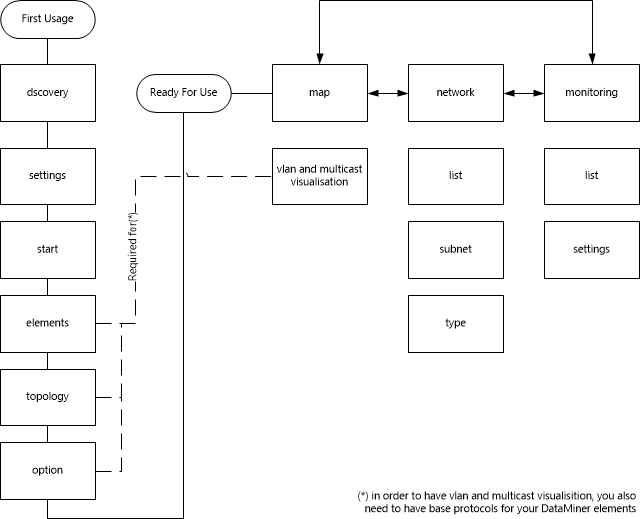 First Usage
dscovery
settings
start
elements
topology
option
Required for(*)
Ready For Use
map
vlan and multicast
visualisation
network
list
subnet
type
monitoring
list
settings
(*) in order to have vlan and multicast visualisition, you also
need to have base protocols for your DataMiner elements